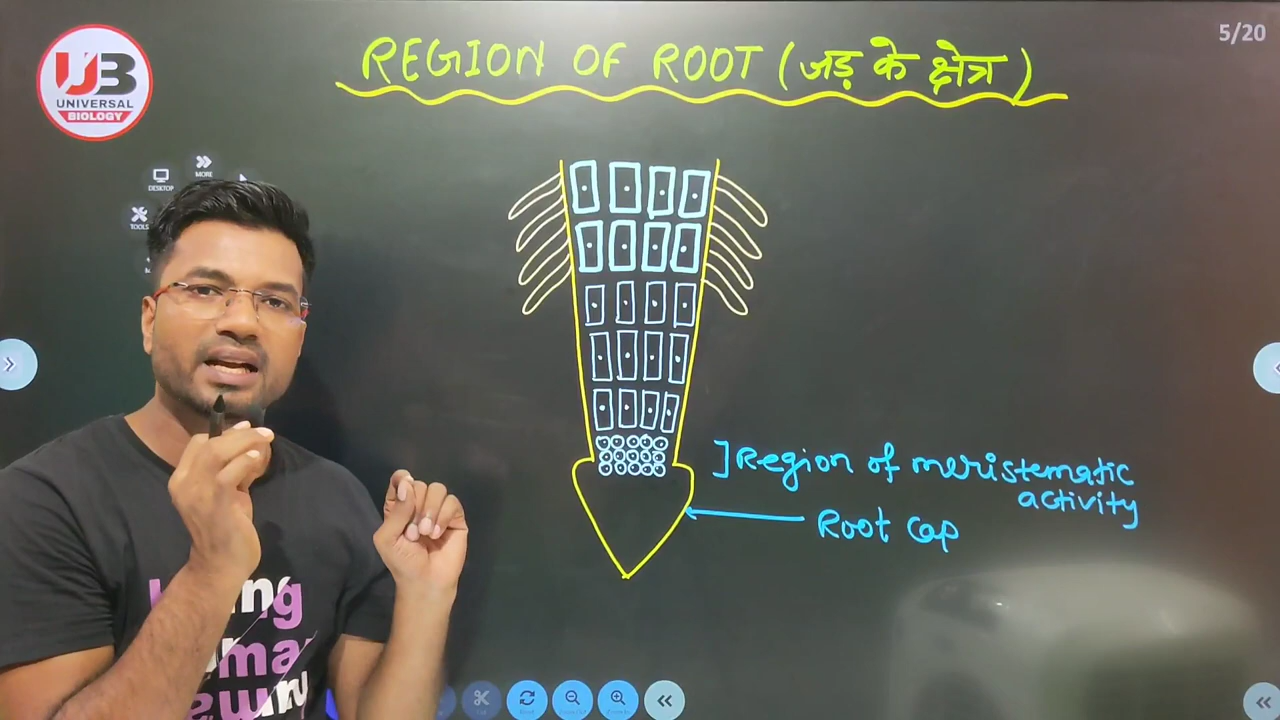 5/20
REGION OF ROOT (जड़ के क्षेत्र)
UB
UNIVERSAL
BIOLOGY
MORE
DESKTOP
TOOLS
] Region of meristematic
activity
Root cap